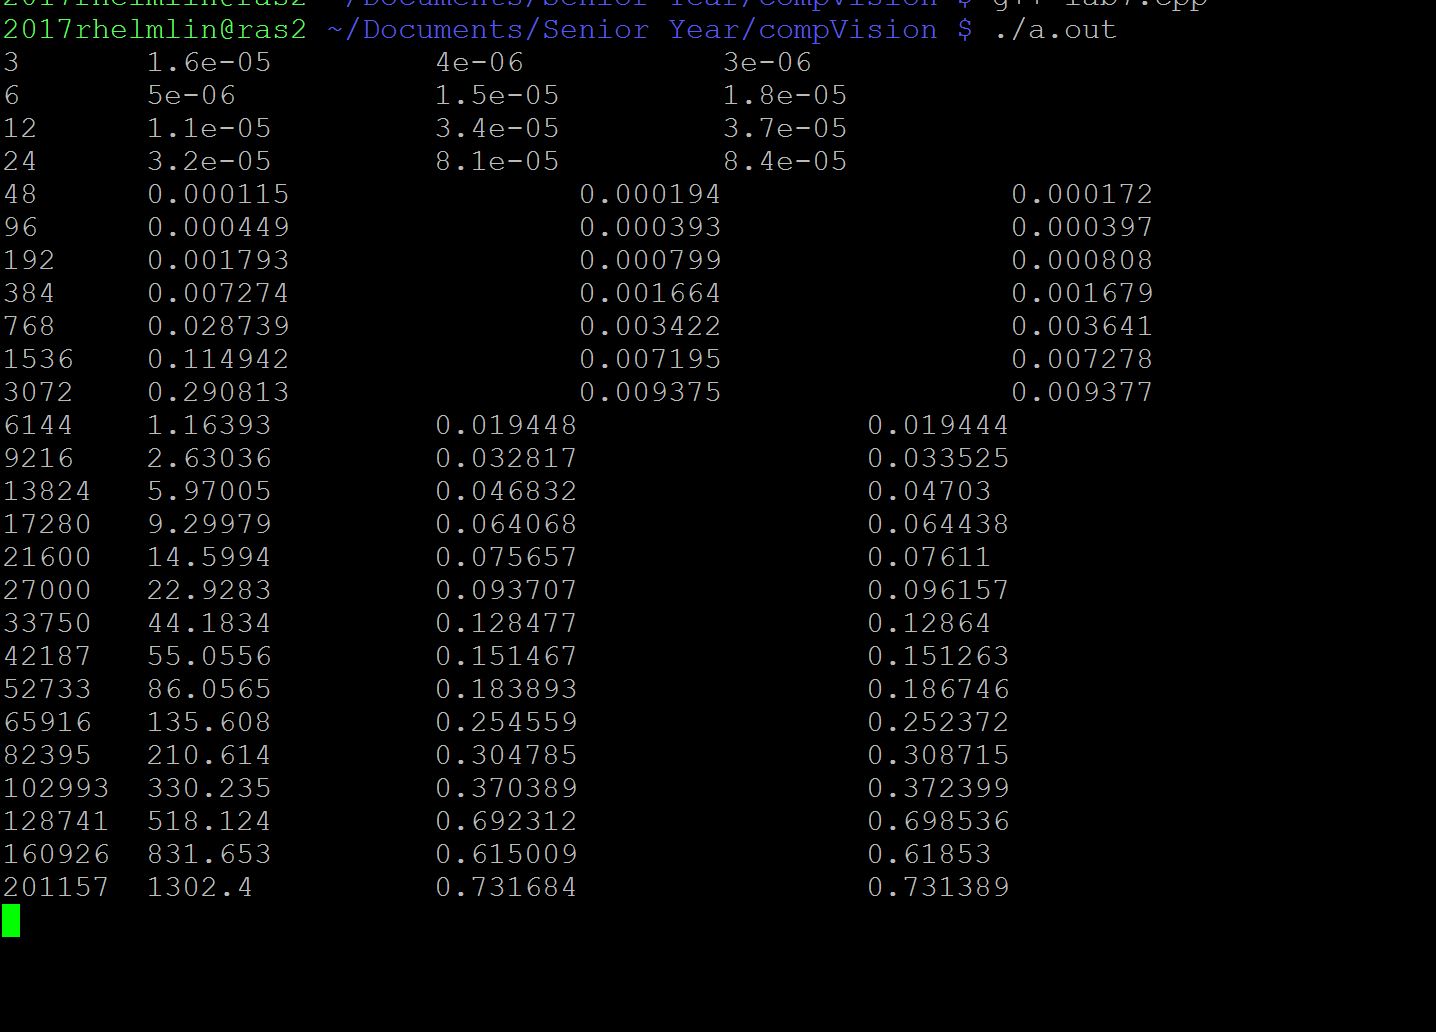 2017rhelmlin@ras2 ~/Documents/Senior Year/compVision $ g++ lab7.cpp
2017rhelmlin@ras2 ~/Documents/Senior Year/compVision $ ./a.out
3 1.6e-05 4e-06 3e-06
6 5e-06 1.5e-05 1.8e-05
12 1.1e-05 3.4e-05 3.7e-05
24 3.2e-05 8.1e-05 8.4e-05
48 0.000115 0.000194 0.000172
96 0.000449 0.000393 0.000397
192 0.001793 0.000799 0.000808
384 0.007274 0.001664 0.001679
768 0.028739 0.003422 0.003641
1536 0.114942 0.007195 0.007278
3072 0.290813 0.009375 0.009377
6144 1.16393 0.019448 0.019444
9216 2.63036 0.032817 0.033525
13824 5.97005 0.046832 0.04703
17280 9.29979 0.064068 0.064438
21600 14.5994 0.075657 0.07611
27000 22.9283 0.093707 0.096157
33750 44.1834 0.128477 0.12864
42187 55.0556 0.151467 0.151263
52733 86.0565 0.183893 0.186746
65916 135.608 0.254559 0.252372
82395 210.614 0.304785 0.308715
102993 330.235 0.370389 0.372399
128741 518.124 0.692312 0.698536
160926 831.653 0.615009 0.61853
201157 1302.4 0.731684 0.731389